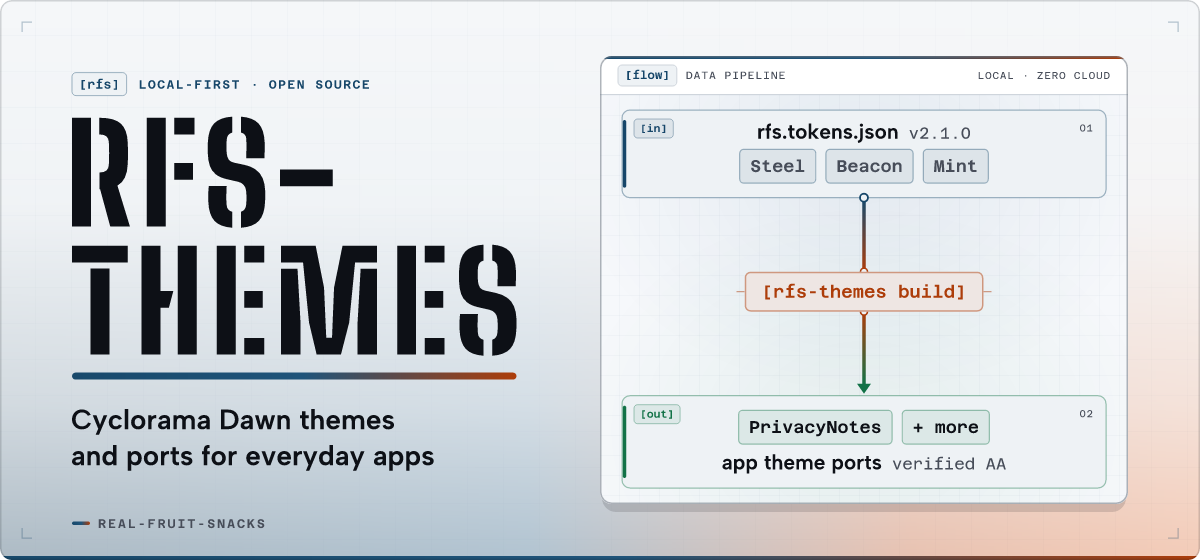 [rfs] LOCAL-FIRST · OPEN SOURCE
RFS-
THEMES
Cyclorama Dawn themes
and ports for everyday apps
REAL-FRUIT-SNACKS
[flow] DATA PIPELINE LOCAL · ZERO CLOUD
[in] rfs.tokens.json v2.1.0 01
Steel Beacon Mint
[rfs-themes build]
[out] PrivacyNotes + more 02
app theme ports verified AA